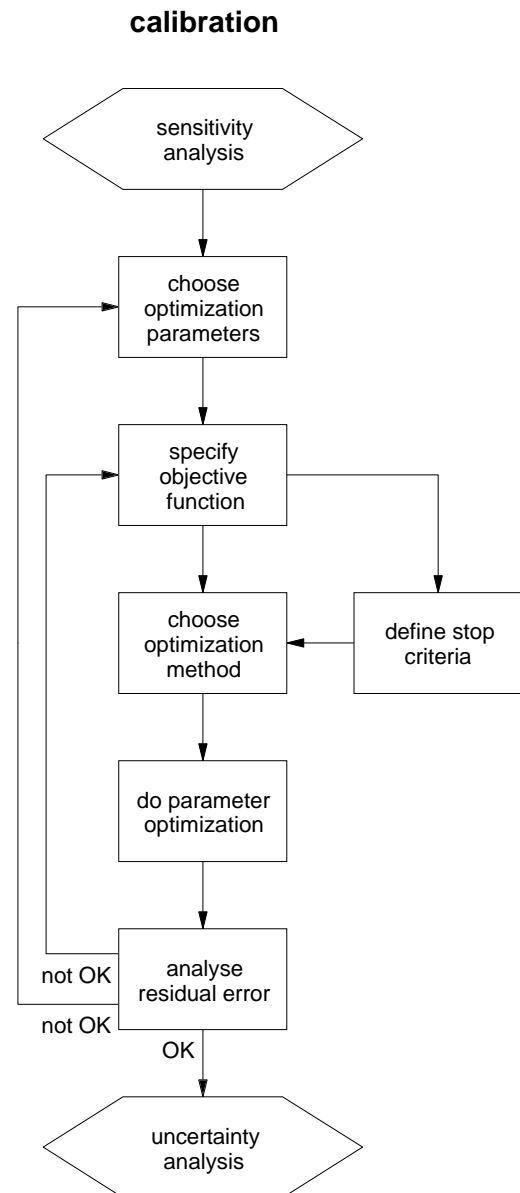 calibration
sensitivity
analysis
choose
optimization
parameters
specify
objective
function
choose
optimization
method
define stop
criteria
do parameter
optimization
analyse
residual error
not OK
not OK
OK
uncertainty
analysis